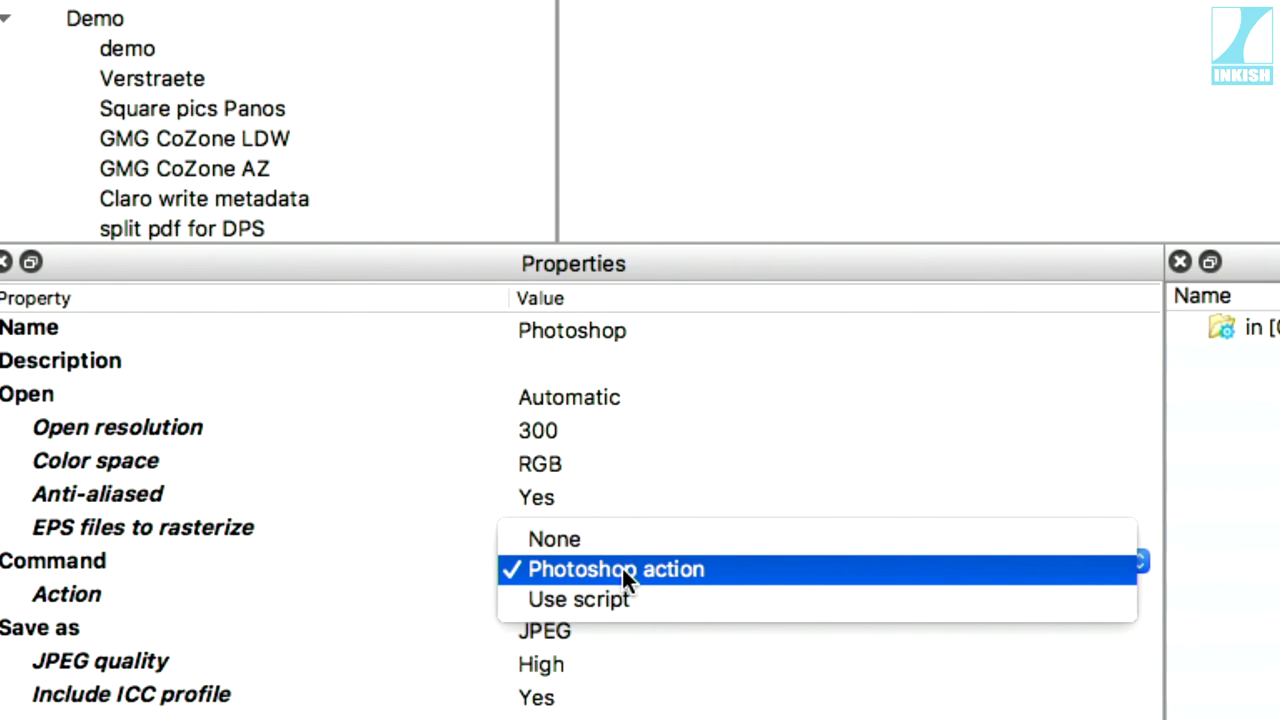 Demo
demo
Verstraete
Square pics Panos
GMG CoZone LDW
GMG CoZone AZ
Claro write metadata
split pdf for DPS
INKISH
Properties
Property Value
Name Photoshop
Description
Open Automatic
Open resolution 300
Color space RGB
Anti-aliased Yes
EPS files to rasterize
Command
Action
None
✓ Photoshop action
Use script
Save as JPEG
JPEG quality High
Include ICC profile Yes
Name
in [